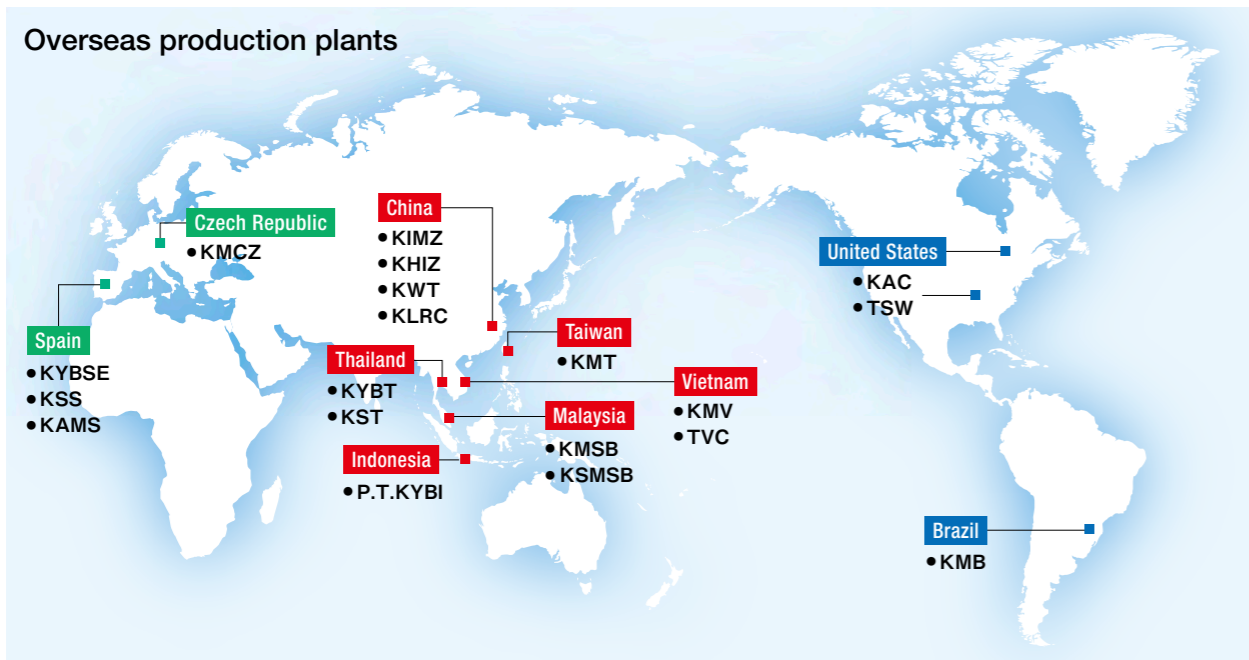 Overseas production plants
Czech Republic
● KMCZ
Spain
● KYBSE
● KSS
● KAMS
China
● KIMZ
● KHIZ
● KWT
● KLRC
Taiwan
● KMT
Thailand
● KYBT
● KST
Vietnam
● KMV
● TVC
Malaysia
● KMSB
● KSMSB
Indonesia
● P.T.KYBI
United States
● KAC
● TSW
Brazil
● KMB